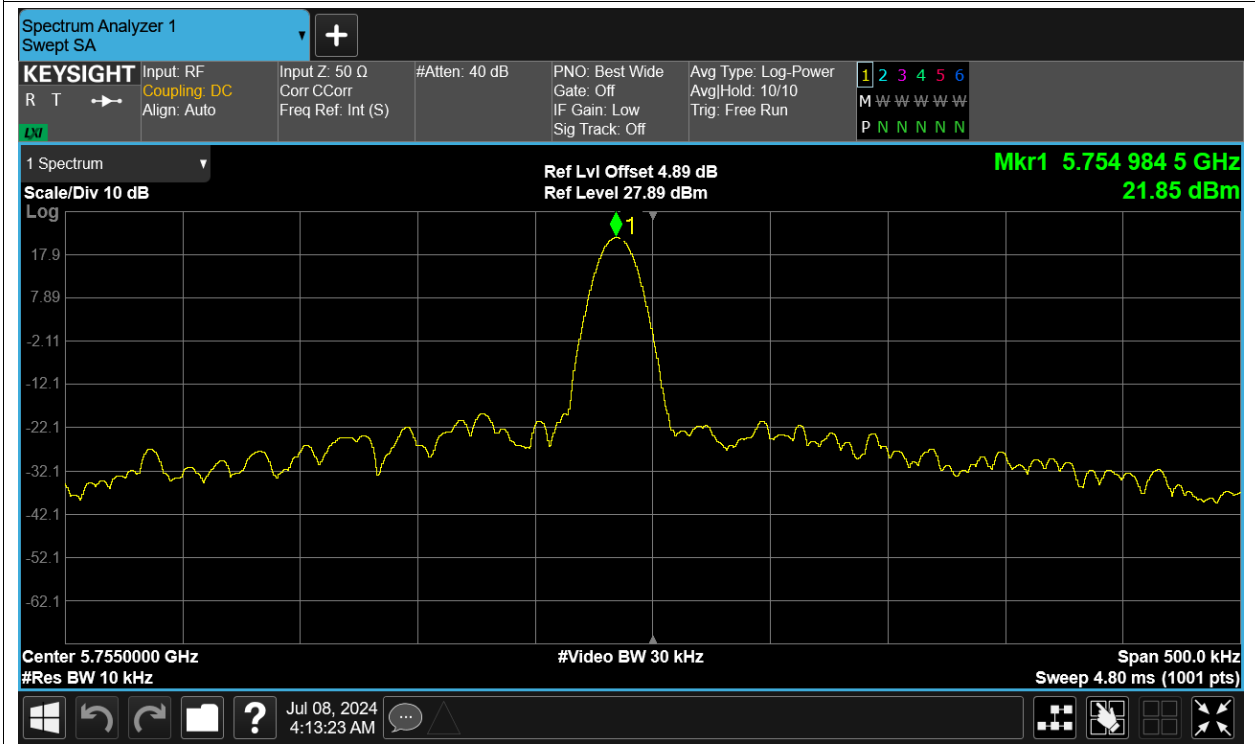 Spectrum Analyzer 1
Swept SA
+
KEYSIGHT
R T
LXI
Input: RF
Coupling: DC
Align: Auto
Input Z: 50 Ω
Corr CCorr
Freq Ref: Int (S)
#Atten: 40 dB
PNO: Best Wide
Gate: Off
IF Gain: Low
Sig Track: Off
Avg Type: Log-Power
Avg|Hold: 10/10
Trig: Free Run
1 2 3 4 5 6
M W W W W W
P N N N N N
1 Spectrum
Scale/Div 10 dB
Log
Ref Lvl Offset 4.89 dB
Ref Level 27.89 dBm
Mkr1 5.754 984 5 GHz
21.85 dBm
1
17.9
7.89
-2.11
-12.1
-22.1
-32.1
-42.1
-52.1
-62.1
Center 5.7550000 GHz
#Res BW 10 kHz
#Video BW 30 kHz
Span 500.0 kHz
Sweep 4.80 ms (1001 pts)
?
Jul 08, 2024
4:13:23 AM